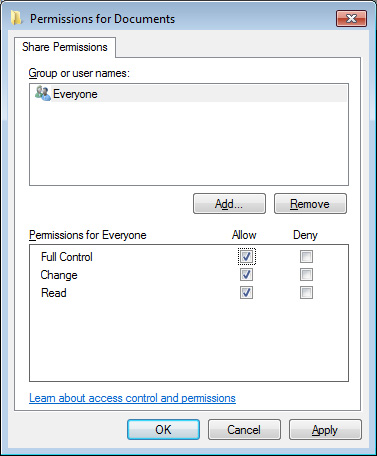 Permissions for Documents
Share Permissions
Group or user names:
Everyone
Add... Remove
Permissions for Everyone Allow Deny
Full Control
Change
Read
Learn about access control and permissions
OK Cancel Apply